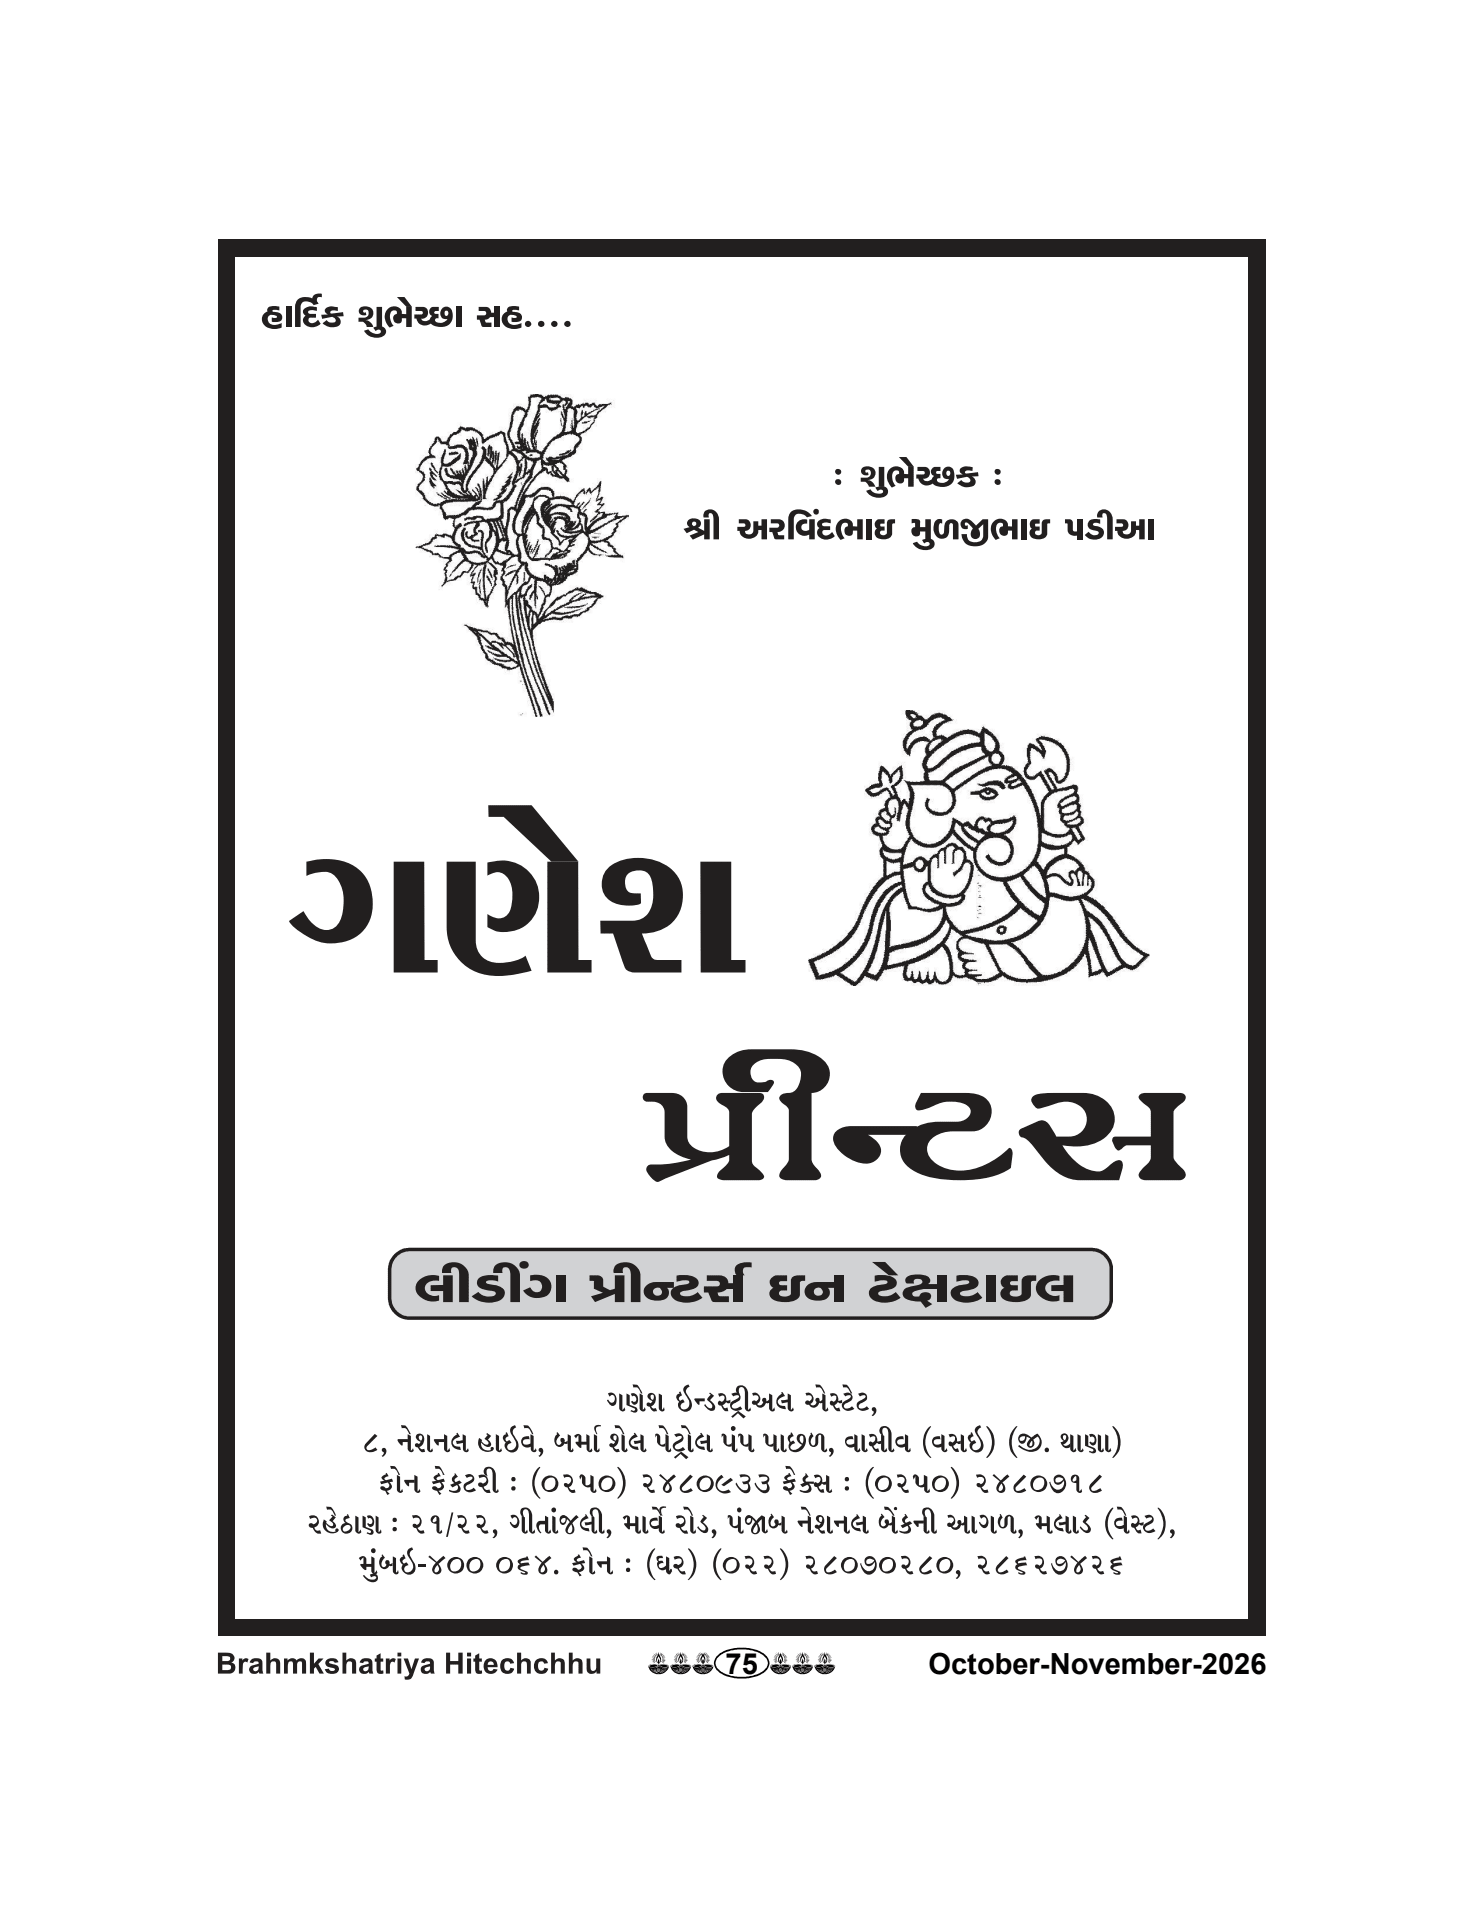 હાર્દિક શુભેચ્છા સહ....
: શુભેચ્છક :
શ્રી અરવિંદભાઇ મુળજીભાઇ પડીઆ
ગણેશ
પ્રીન્ટસ
લીડીંગ પ્રીન્ટર્સ ઇન ટેક્ષટાઇલ
ગણેશ ઇન્ડસ્ટ્રીઅલ એસ્ટેટ,
૮, નેશનલ હાઇવે, બર્મા શેલ પેટ્રોલ પંપ પાછળ, વાસીવ (વસઇ) (જી. થાણા)
ફોન ફેકટરી : (૦૨૫૦) ૨૪૮૦૯૩૩ ફેક્સ : (૦૨૫૦) ૨૪૮૦૭૧૮
રહેઠાણ : ૨૧/૨૨, ગીતાંજલી, માર્વે રોડ, પંજાબ નેશનલ બેંકની આગળ, મલાડ (વેસ્ટ),
મુંબઇ-૪૦૦ ૦૬૪. ફોન : (ઘર) (૦૨૨) ૨૮૦૭૦૨૮૦, ૨૮૬૨૭૪૨૬
Brahmkshatriya Hitechchhu 75 October-November-2026